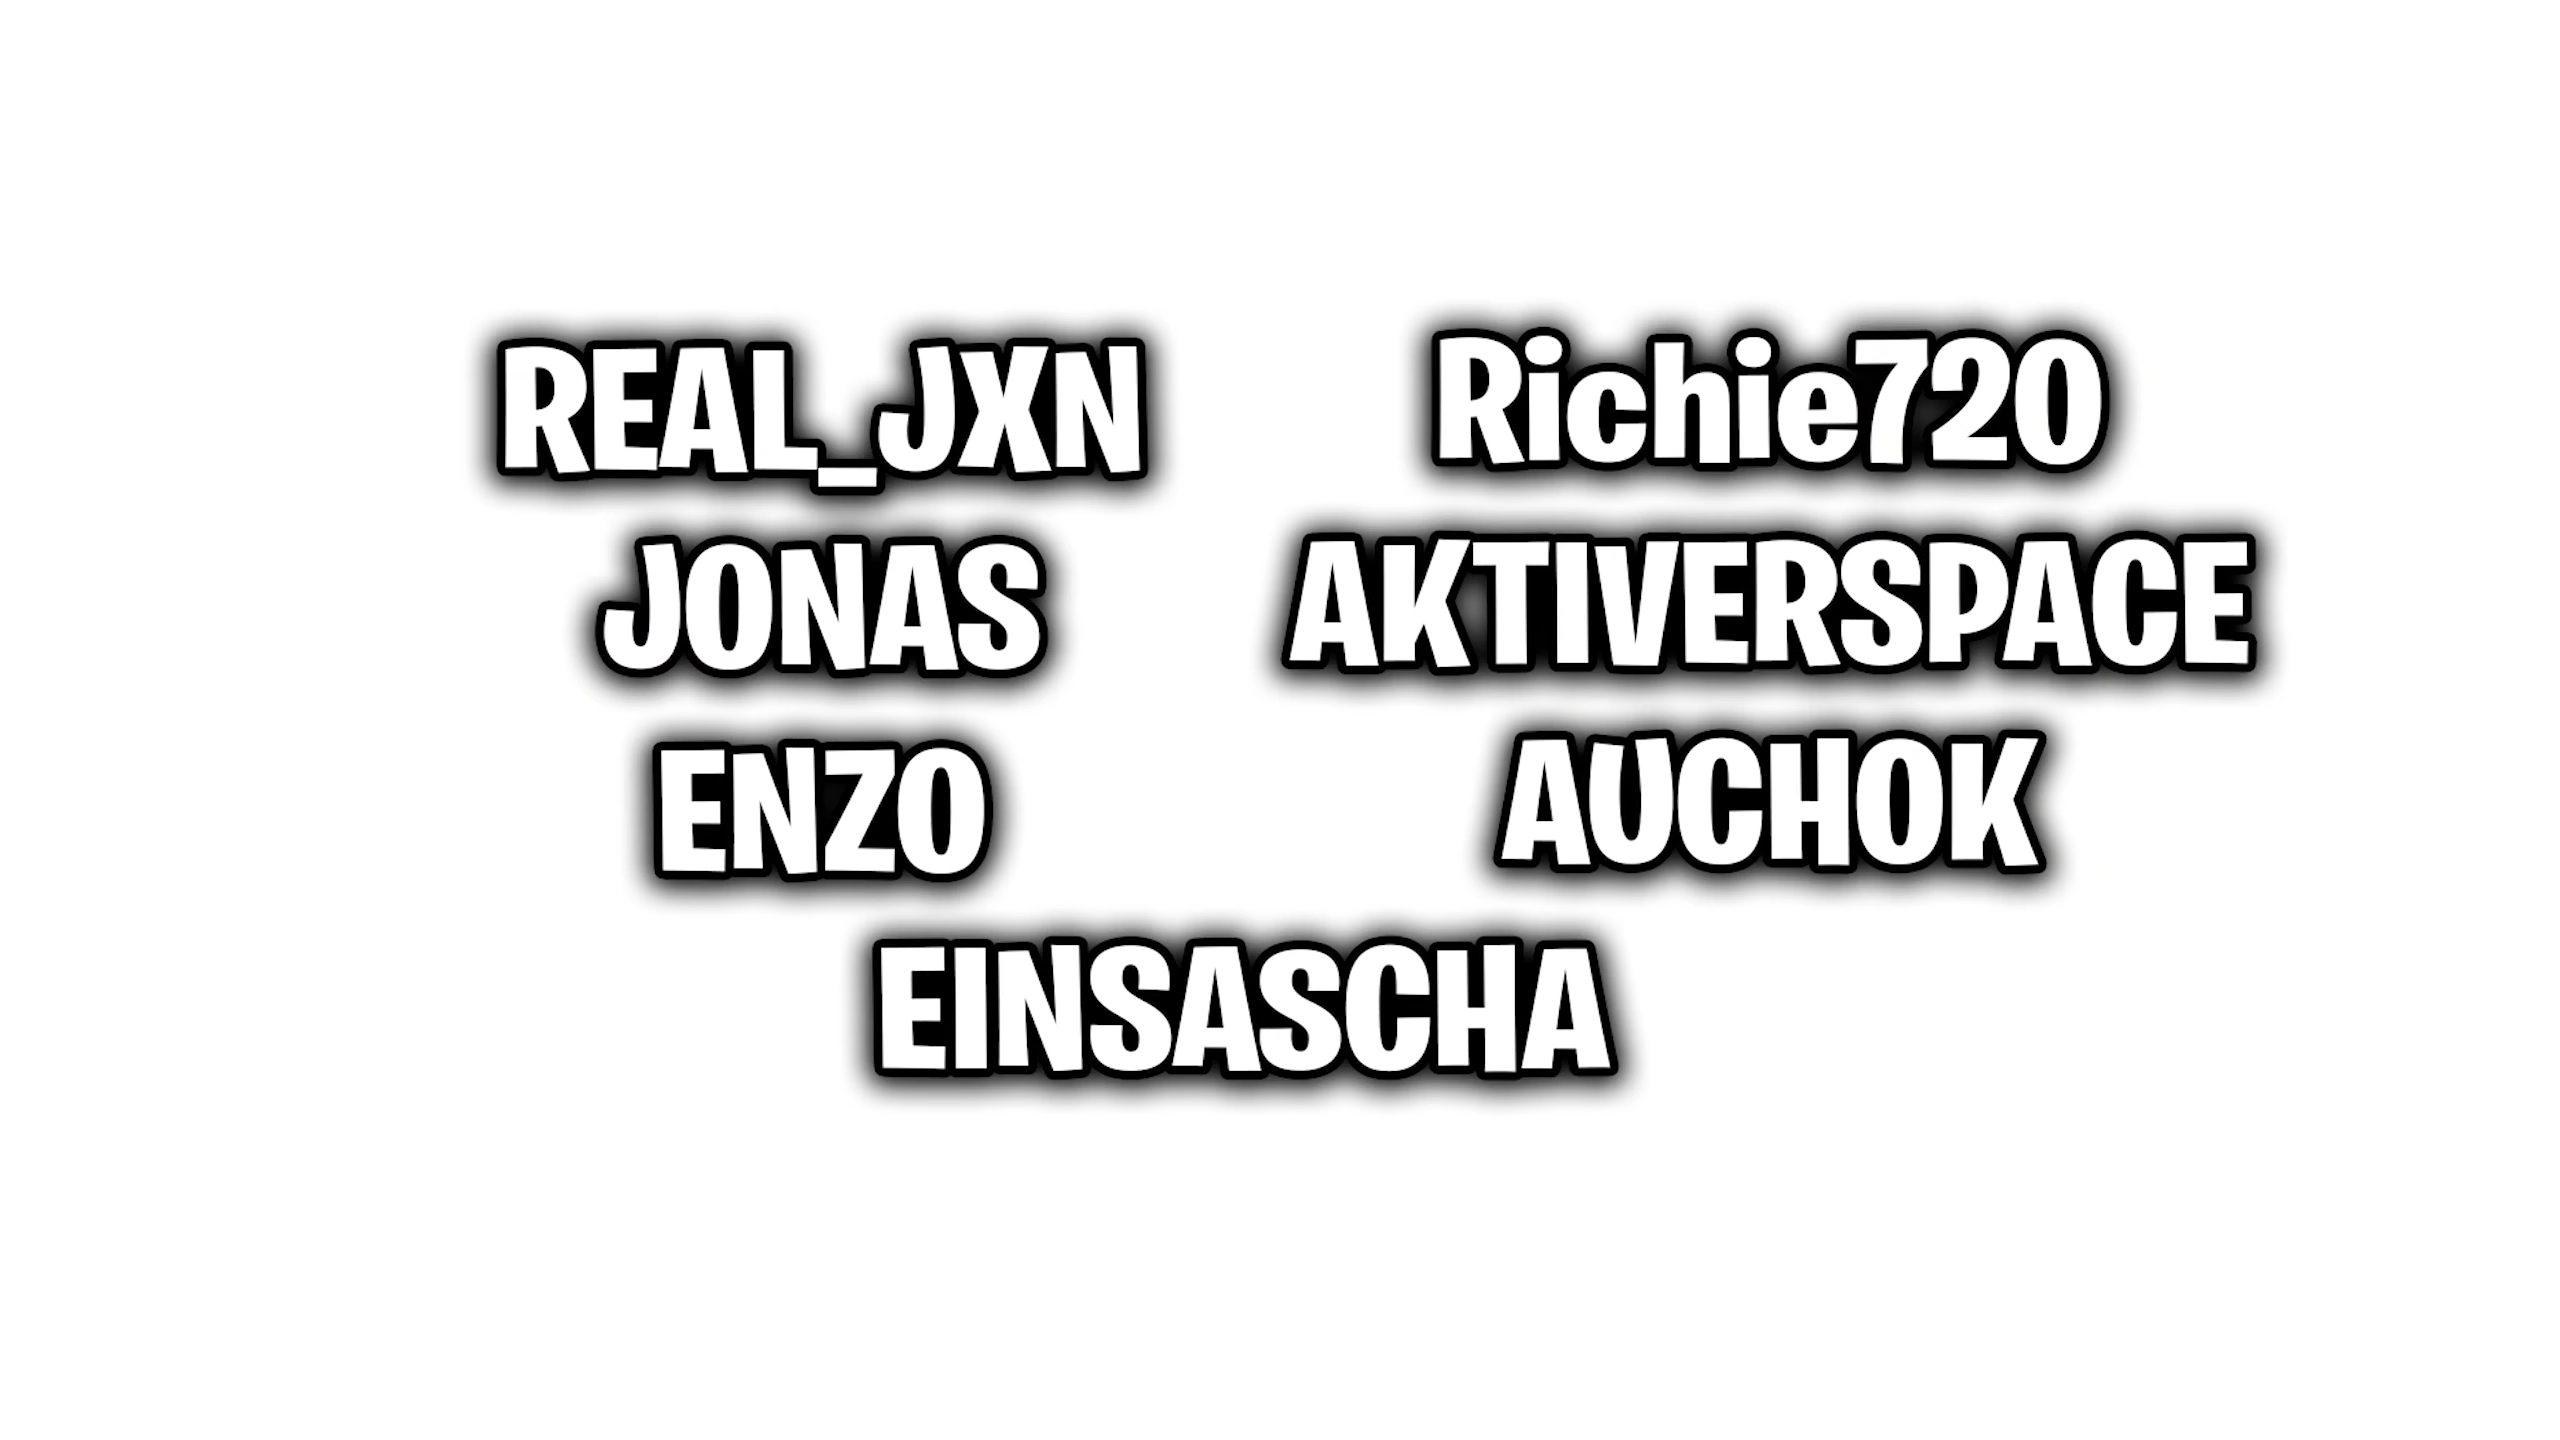 REAL_JXN
Richie720
JONAS
AKTIVERSPACE
ENZO
AUCHOK
EINSASCHA